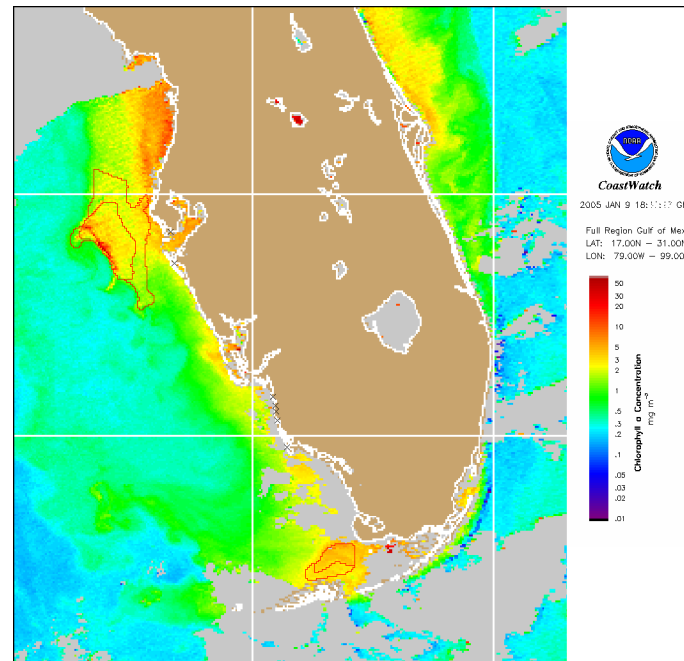 NOAA
CoastWatch
2005 JAN 9 18:
Full Region Gulf of Mex
LAT: 17.00N – 31.00N
LON: 79.00W – 99.00
50
30
20
10
5
3
2
1
.5
.3
.2
.1
.05
.03
.02
.01
Chlorophyll a Concentration
mg m⁻³